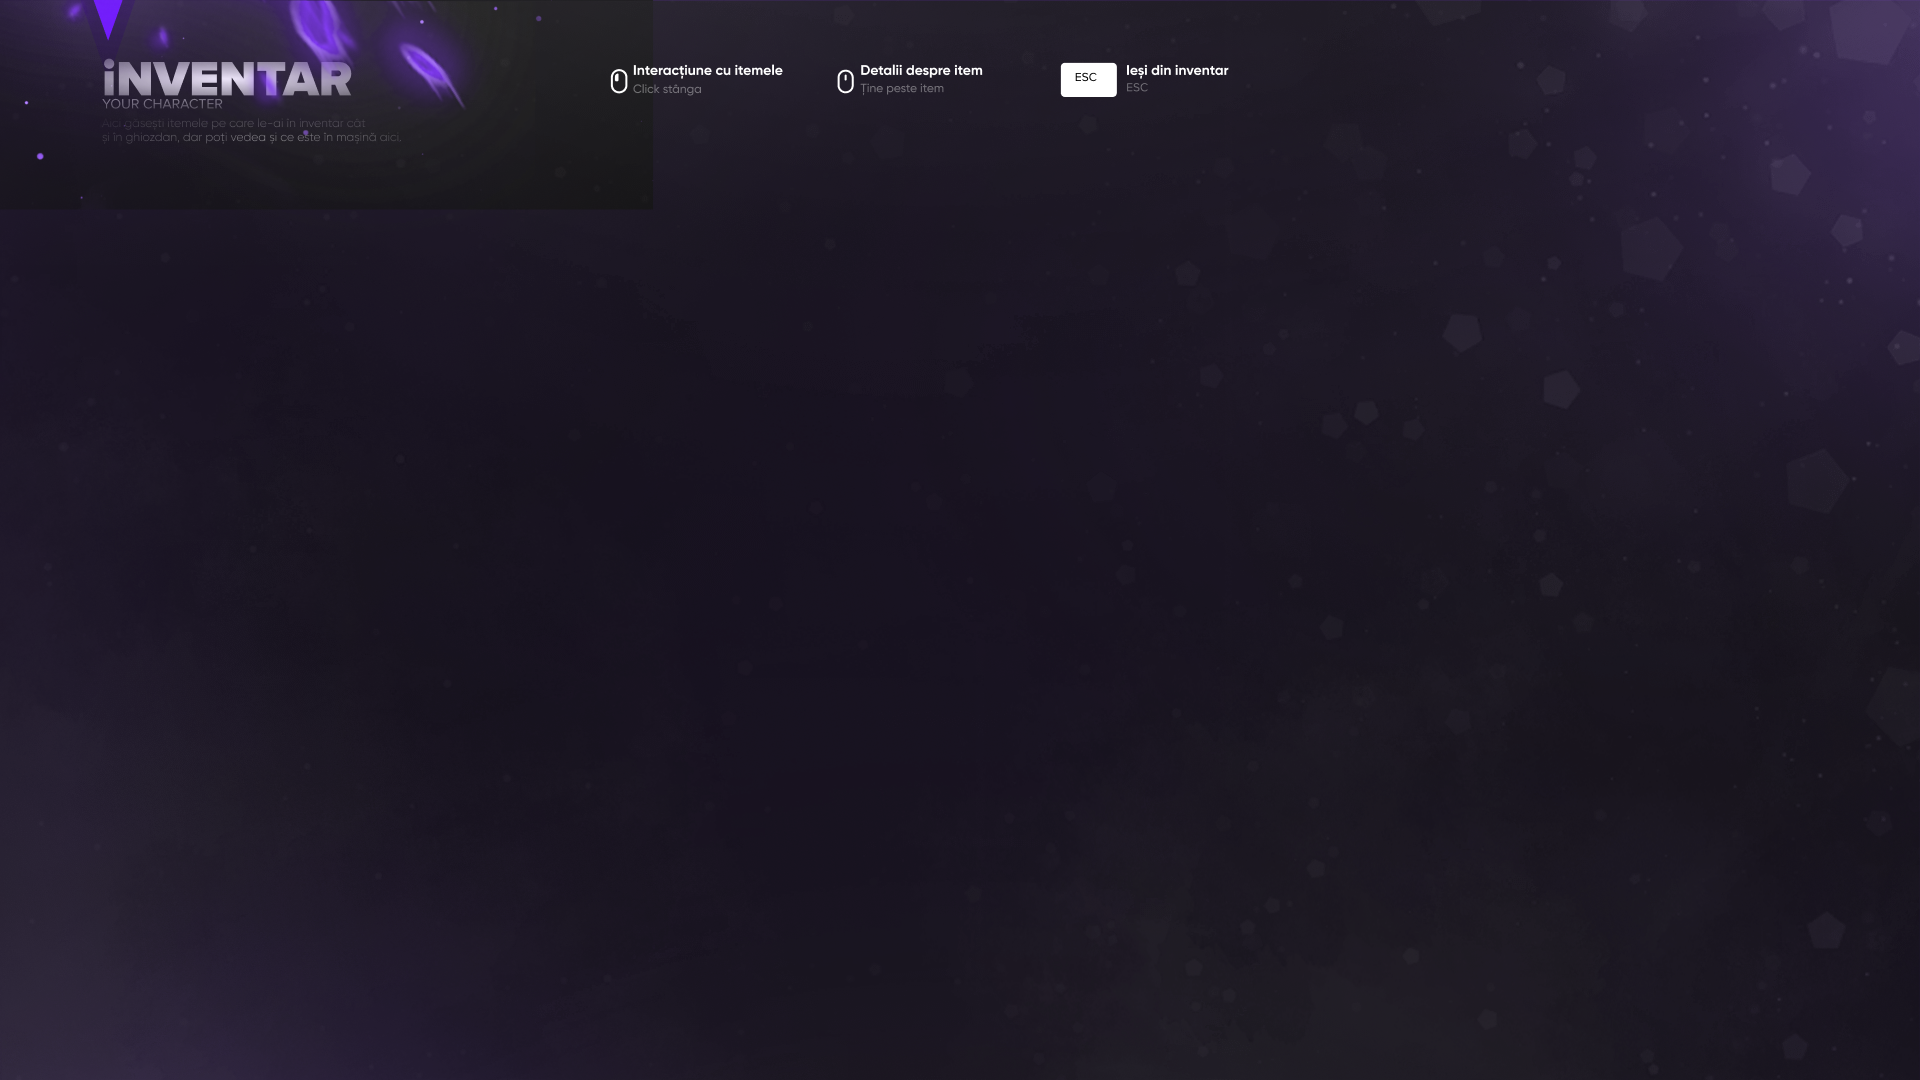 iNVENTAR
YOUR CHARACTER
Aici găsești itemele pe care le-ai în inventar cât
și în ghiozdan, dar poți vedea și ce este în mașină aici.
Interacțiune cu itemele
Click stânga
Detalii despre item
Ține peste item
ESC
Ieși din inventar
ESC